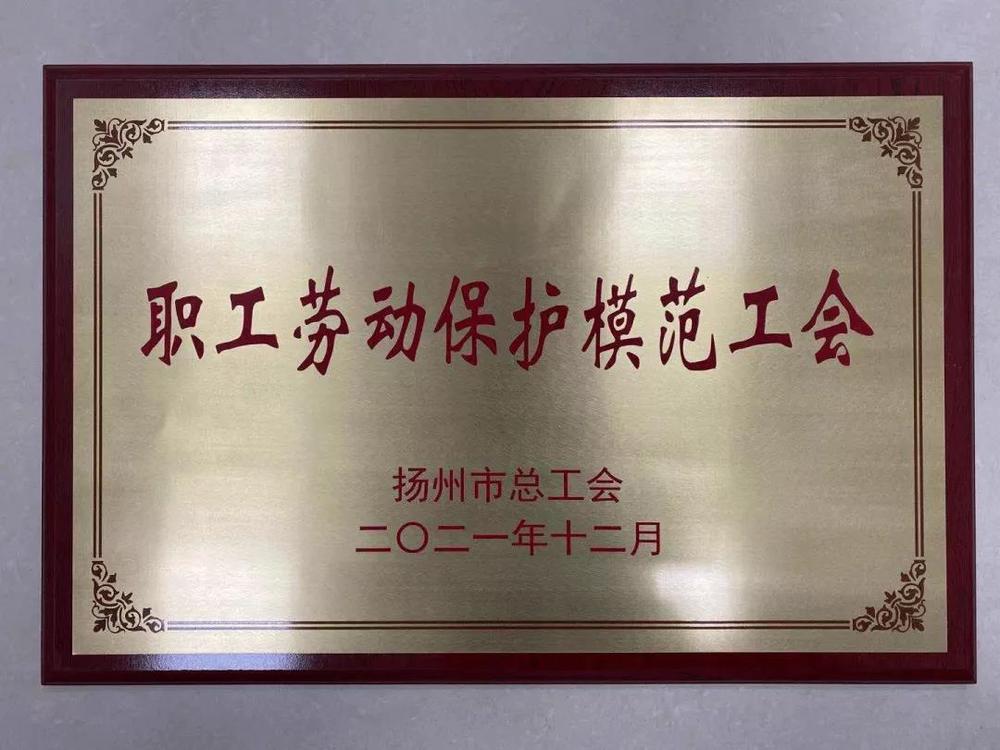 职工劳动保护模范工会
扬州市总工会
二〇二一年十二月